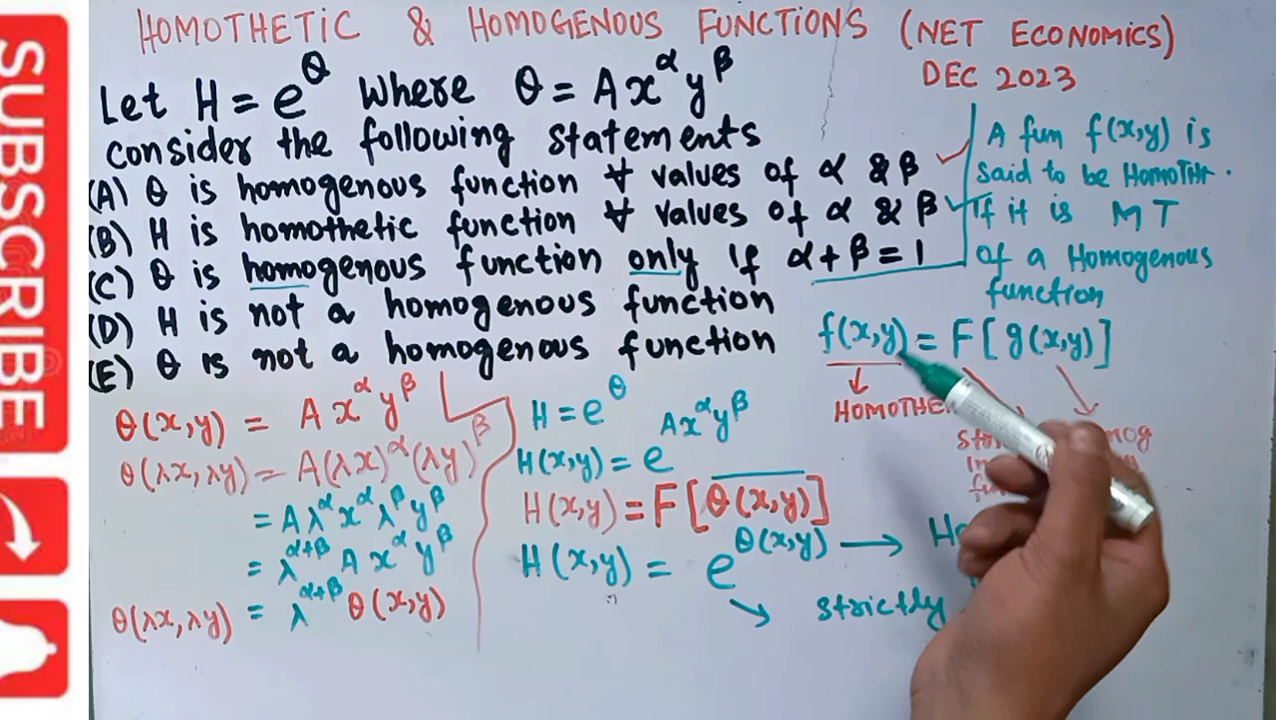 SUBSCRIBE
HOMOTHETIC & HOMOGENOUS FUNCTIONS (NET ECONOMICS)
DEC 2023
Let H = e^θ where θ = Ax^α y^β
consider the following statements
(A) θ is homogenous function ∀ values of α & β ✓
(B) H is homothetic function ∀ values of α & β ✓
(C) θ is homogenous function only if α+β=1
(D) H is not a homogenous function
(E) θ is not a homogenous function
A fun f(x,y) is
said to be HomoTHr.
If it is MT
of a Homogenous
function
f(x,y) = F[g(x,y)]
HOMOTHE
θ(x,y) = Ax^α y^β
θ(λx,λy) = A(λx)^α (λy)^β
= Aλ^α x^α λ^β y^β
= λ^(α+β) A x^α y^β
θ(λx,λy) = λ^(α+β) θ(x,y)
H = e^θ
H(x,y) = e^(Ax^α y^β)
H(x,y) = F[θ(x,y)]
H(x,y) = e^(θ(x,y)) →
strictly